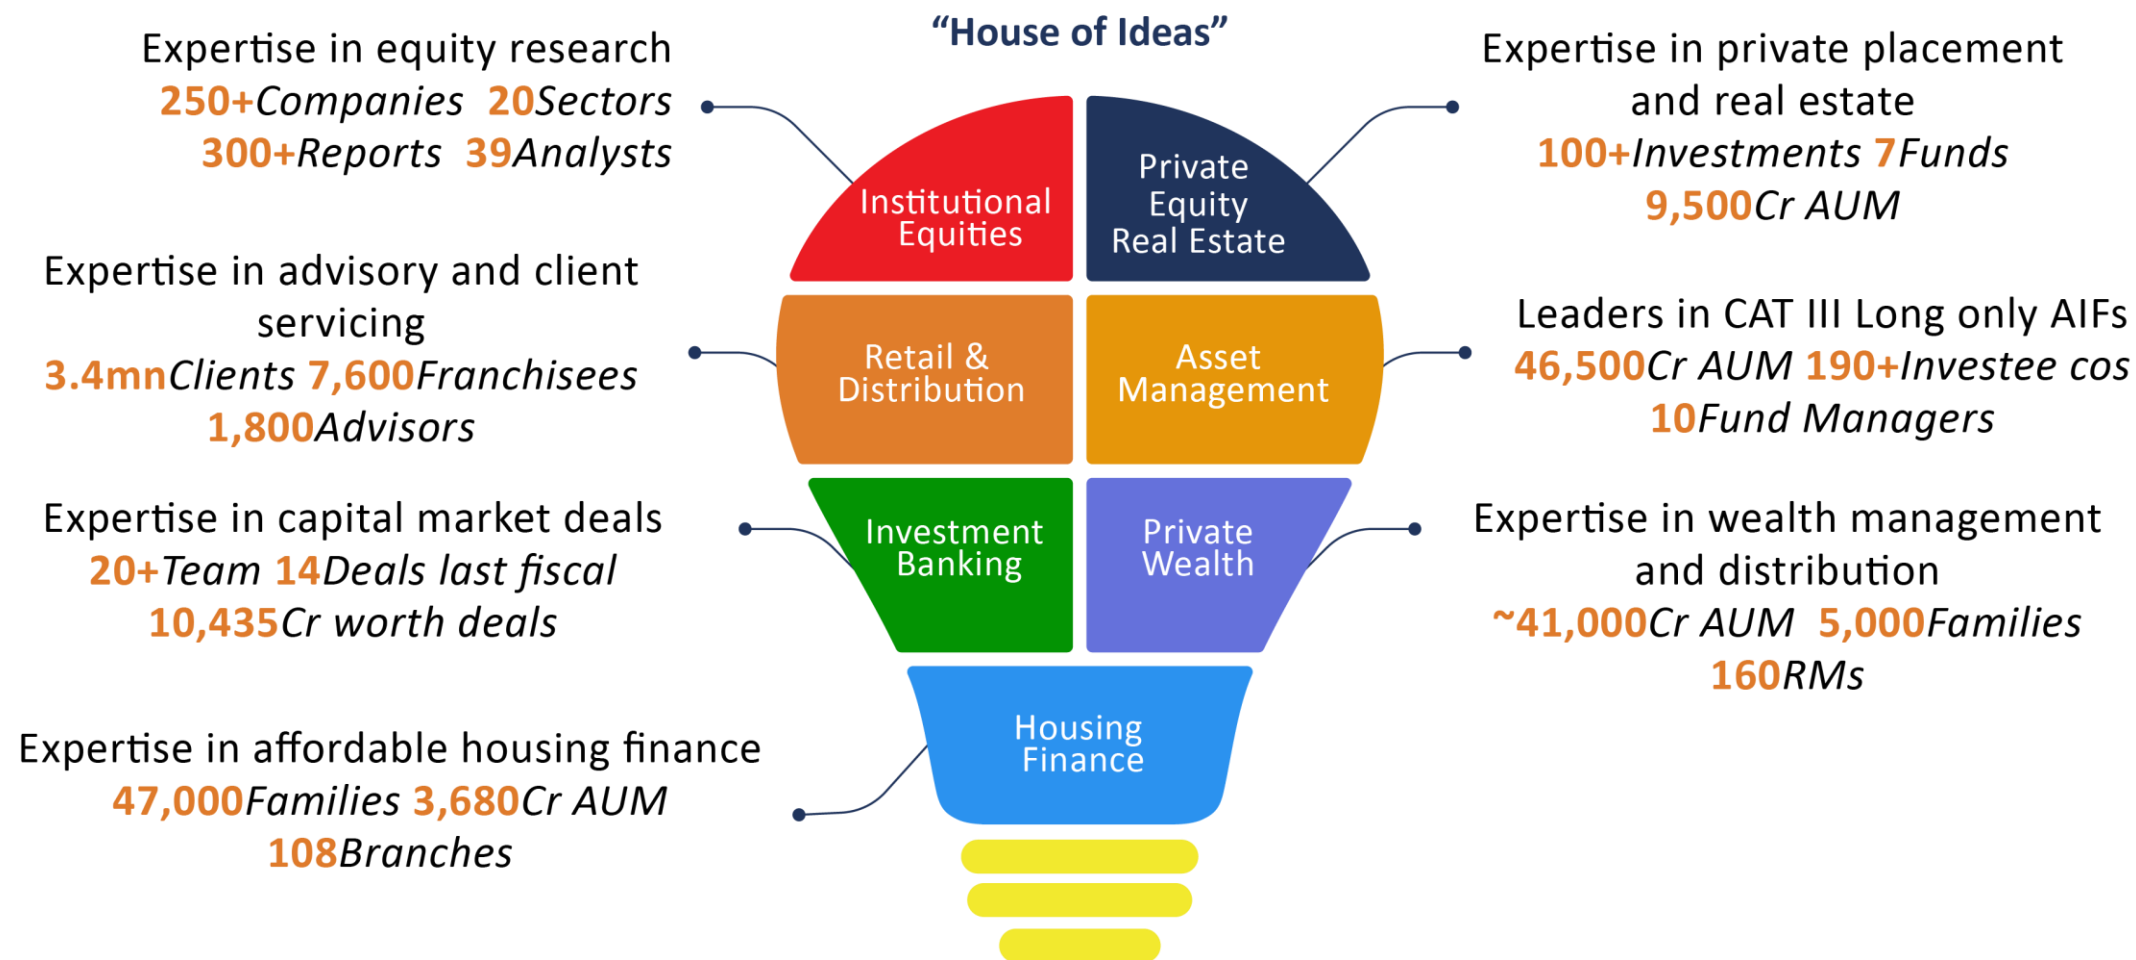 “House of Ideas”
Expertise in equity research
250+Companies 20Sectors
300+Reports 39Analysts
Institutional
Equities
Private
Equity
Real Estate
Expertise in private placement
and real estate
100+Investments 7Funds
9,500Cr AUM
Expertise in advisory and client
servicing
3.4mnClients 7,600Franchisees
1,800Advisors
Retail &
Distribution
Asset
Management
Leaders in CAT III Long only AIFs
46,500Cr AUM 190+Investee cos
10Fund Managers
Expertise in capital market deals
20+Team 14Deals last fiscal
10,435Cr worth deals
Investment
Banking
Private
Wealth
Expertise in wealth management
and distribution
~41,000Cr AUM 5,000Families
160RMs
Expertise in affordable housing finance
47,000Families 3,680Cr AUM
108Branches
Housing
Finance